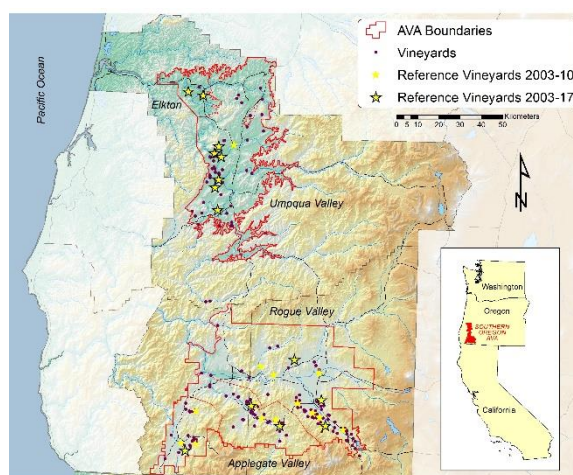 AVA Boundaries
Vineyards
Reference Vineyards 2003-10
Reference Vineyards 2003-17
0 5 10 20 30 40 50
Kilometers
N
Pacific Ocean
Elkton
Umpqua Valley
Rogue Valley
Applegate Valley
Washington
Oregon
SOUTHERN
OREGON
AVA
California